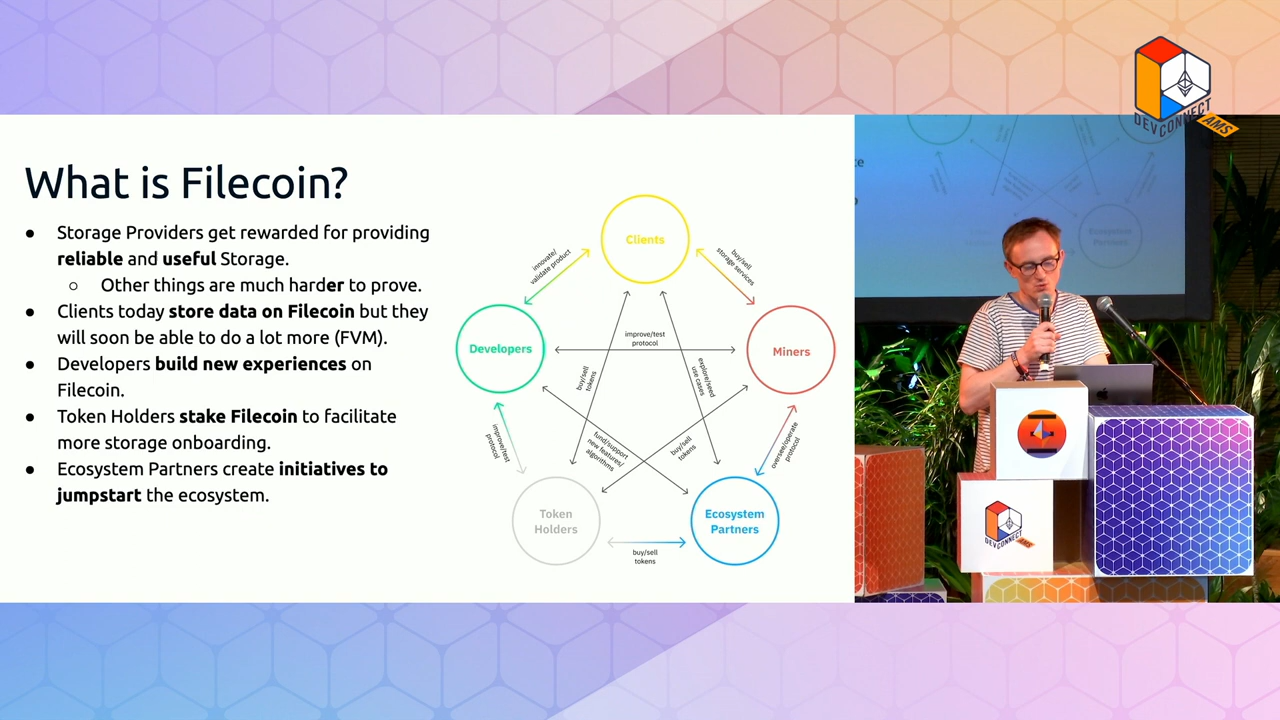 What is Filecoin?
● Storage Providers get rewarded for providing
reliable and useful Storage.
○ Other things are much harder to prove.
● Clients today store data on Filecoin but they
will soon be able to do a lot more (FVM).
● Developers build new experiences on
Filecoin.
● Token Holders stake Filecoin to facilitate
more storage onboarding.
● Ecosystem Partners create initiatives to
jumpstart the ecosystem.
Clients
innovate/
validate product
buy/sell
storage services
Developers
improve/test
protocol
Miners
buy/sell
tokens
explore/seed
use cases
improve/test
protocol
fund/support
new features/
algorithms
buy/sell
tokens
oversee/operate
protocol
Token
Holders
Ecosystem
Partners
buy/sell
tokens
DEVCONNECT
AMS
Ecosystem
Partners
DEVCONNECT
AMS